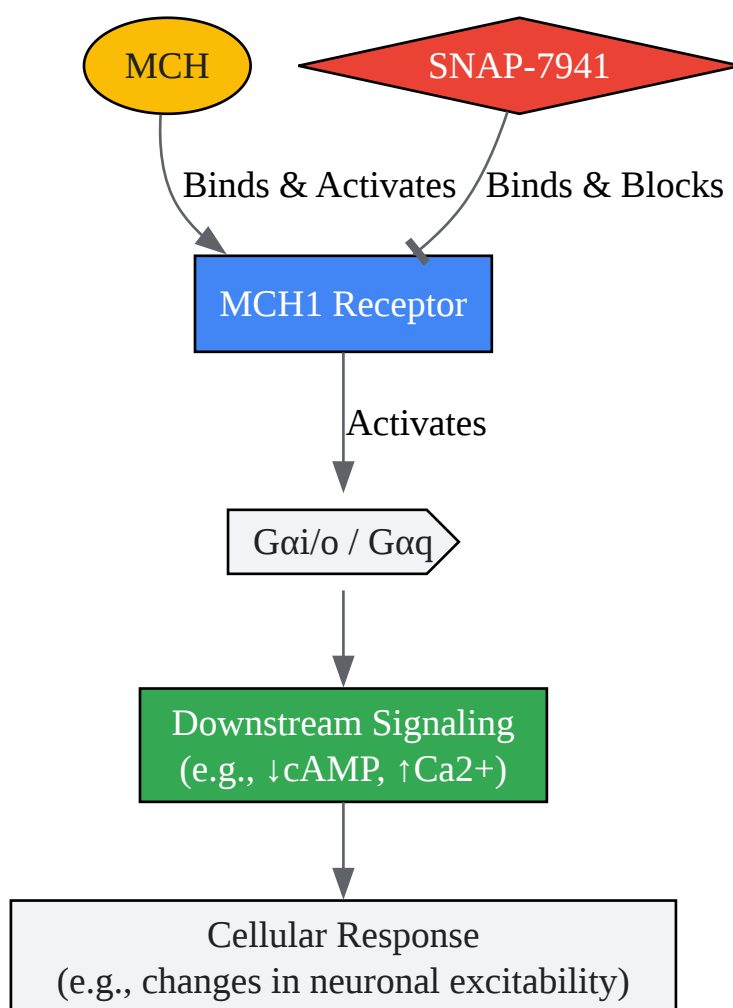 MCH
SNAP-7941
Binds & Activates
Binds & Blocks
MCH1 Receptor
Activates
Gαi/o / Gαq
Downstream Signaling
(e.g., ↓cAMP, ↑Ca2+)
Cellular Response
(e.g., changes in neuronal excitability)